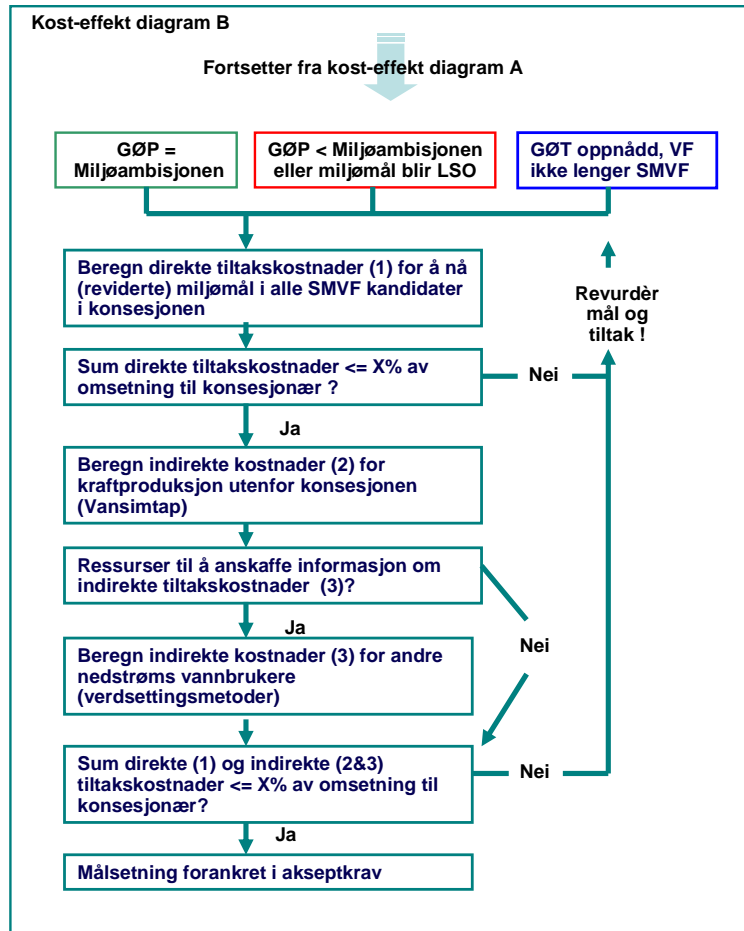 Kost-effekt diagram B
Fortsetter fra kost-effekt diagram A
GØP =
Miljøambisjonen
GØP < Miljøambisjonen
eller miljømål blir LSO
GØT oppnådd, VF
ikke lenger SMVF
Beregn direkte tiltakskostnader (1) for å nå
(reviderte) miljømål i alle SMVF kandidater
i konsesjonen
Revurdèr
mål og
tiltak !
Sum direkte tiltakskostnader <= X% av
omsetning til konsesjonær ?
Nei
Ja
Beregn indirekte kostnader (2) for
kraftproduksjon utenfor konsesjonen
(Vansimtap)
Ressurser til å anskaffe informasjon om
indirekte tiltakskostnader (3)?
Ja
Nei
Beregn indirekte kostnader (3) for andre
nedstrøms vannbrukere
(verdsettingsmetoder)
Sum direkte (1) og indirekte (2&3)
tiltakskostnader <= X% av omsetning til
konsesjonær?
Nei
Ja
Målsetning forankret i akseptkrav